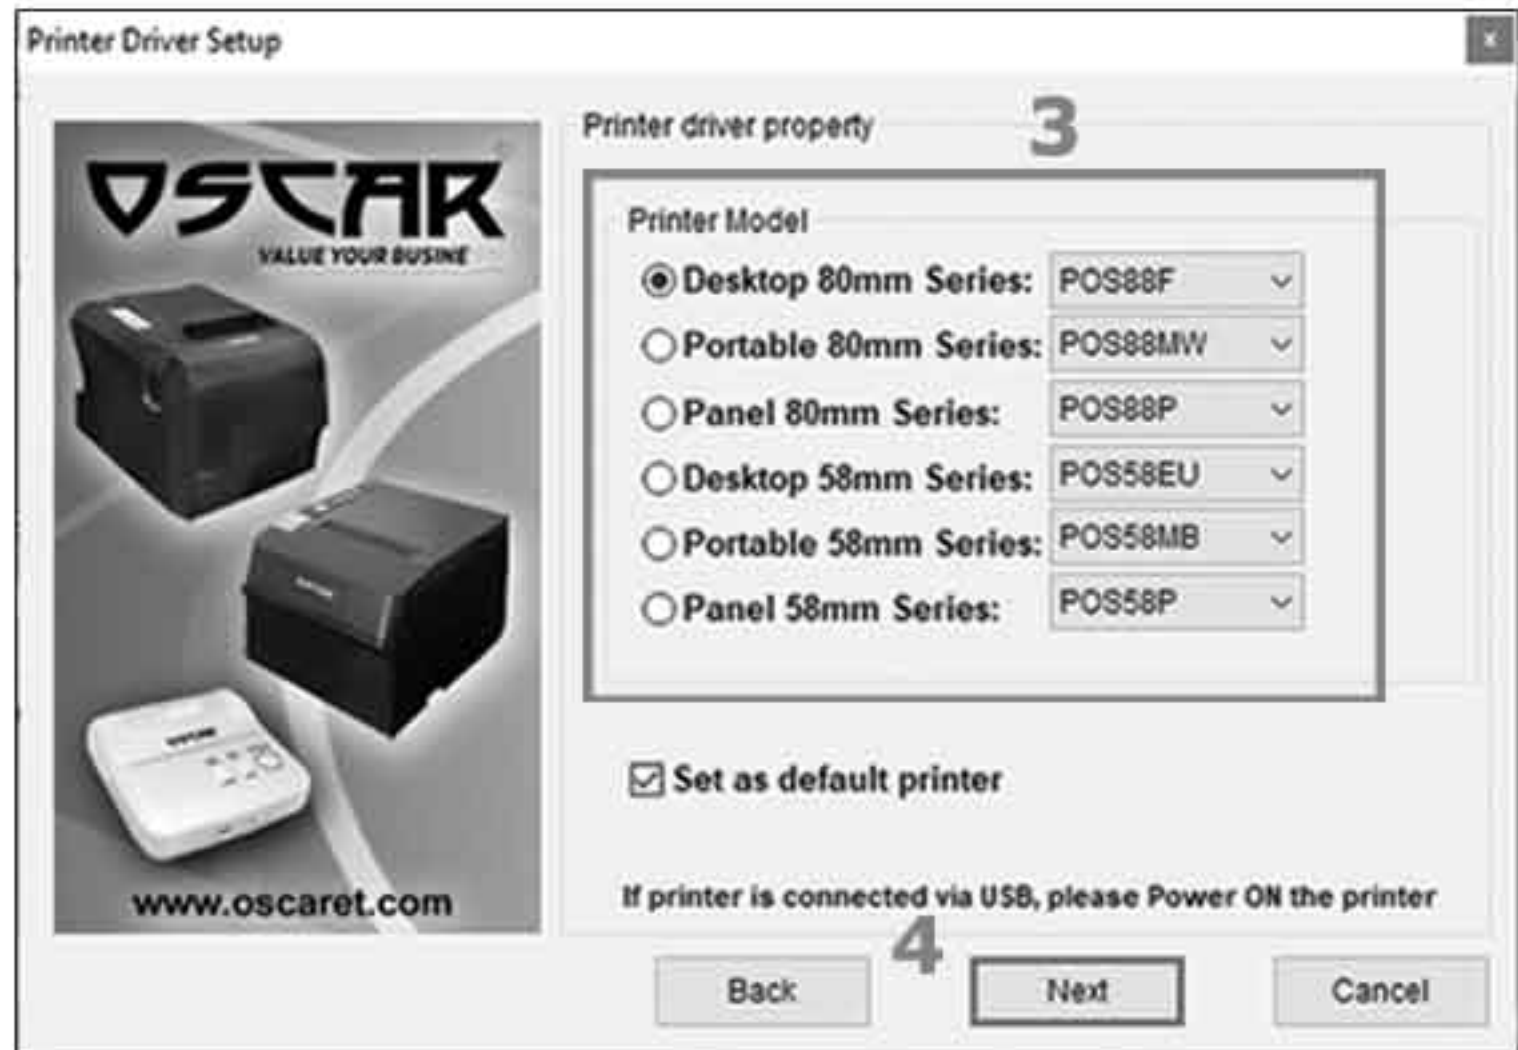 Printer Driver Setup
x
OSCAR
VALUE YOUR BUSINE
www.oscaret.com
Printer driver property
3
Printer Model
Desktop 80mm Series: POS88F
Portable 80mm Series: POS88MW
Panel 80mm Series: POS88P
Desktop 58mm Series: POS58EU
Portable 58mm Series: POS58MB
Panel 58mm Series: POS58P
Set as default printer
If printer is connected via USB, please Power ON the printer
4
Back
Next
Cancel